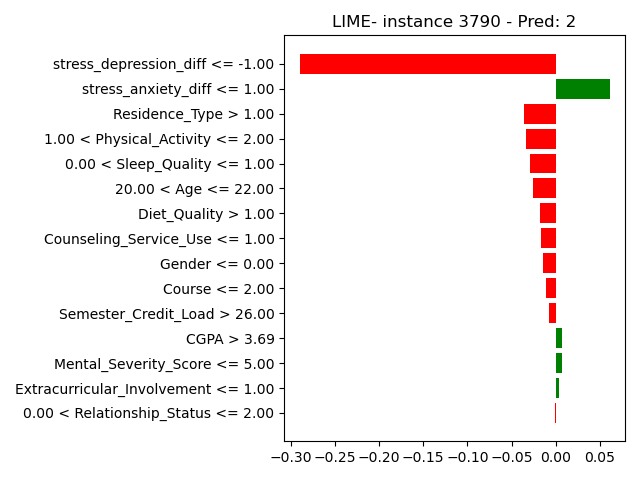 LIME- instance 3790 - Pred: 2
stress_depression_diff <= -1.00
stress_anxiety_diff <= 1.00
Residence_Type > 1.00
1.00 < Physical_Activity <= 2.00
0.00 < Sleep_Quality <= 1.00
20.00 < Age <= 22.00
Diet_Quality > 1.00
Counseling_Service_Use <= 1.00
Gender <= 0.00
Course <= 2.00
Semester_Credit_Load > 26.00
CGPA > 3.69
Mental_Severity_Score <= 5.00
Extracurricular_Involvement <= 1.00
0.00 < Relationship_Status <= 2.00
−0.30 −0.25 −0.20 −0.15 −0.10 −0.05 0.00 0.05